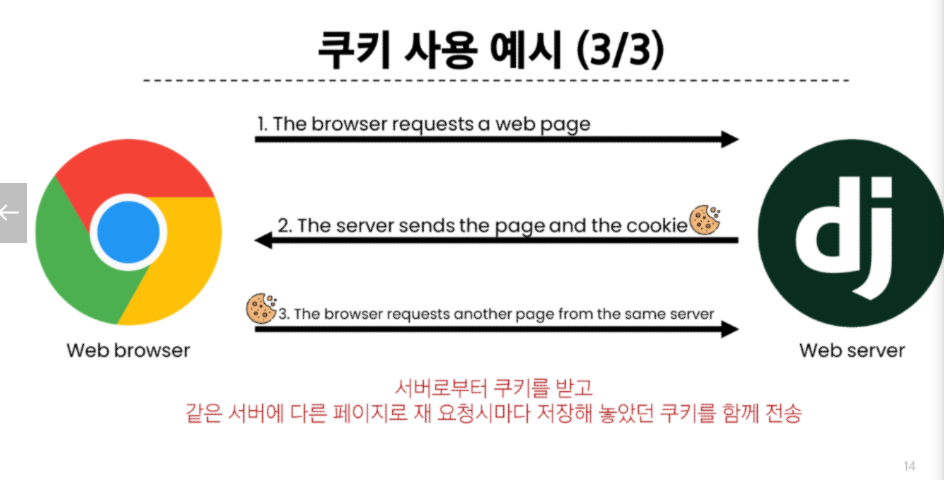 쿠키 사용 예시 (3/3)
1. The browser requests a web page
2. The server sends the page and the cookie
3. The browser requests another page from the same server
dj
Web browser
Web server
서버로부터 쿠키를 받고
같은 서버에 다른 페이지로 재 요청시마다 저장해 놓았던 쿠키를 함께 전송
14